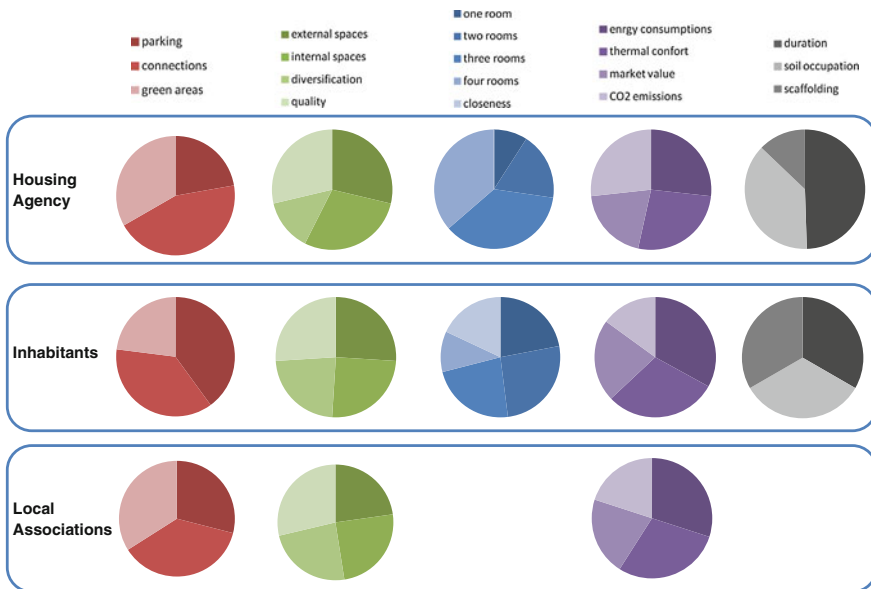 parking
connections
green areas
external spaces
internal spaces
diversification
quality
one room
two rooms
three rooms
four rooms
closeness
enrgy consumptions
thermal confort
market value
CO2 emissions
duration
soil occupation
scaffolding
Housing
Agency
Inhabitants
Local
Associations